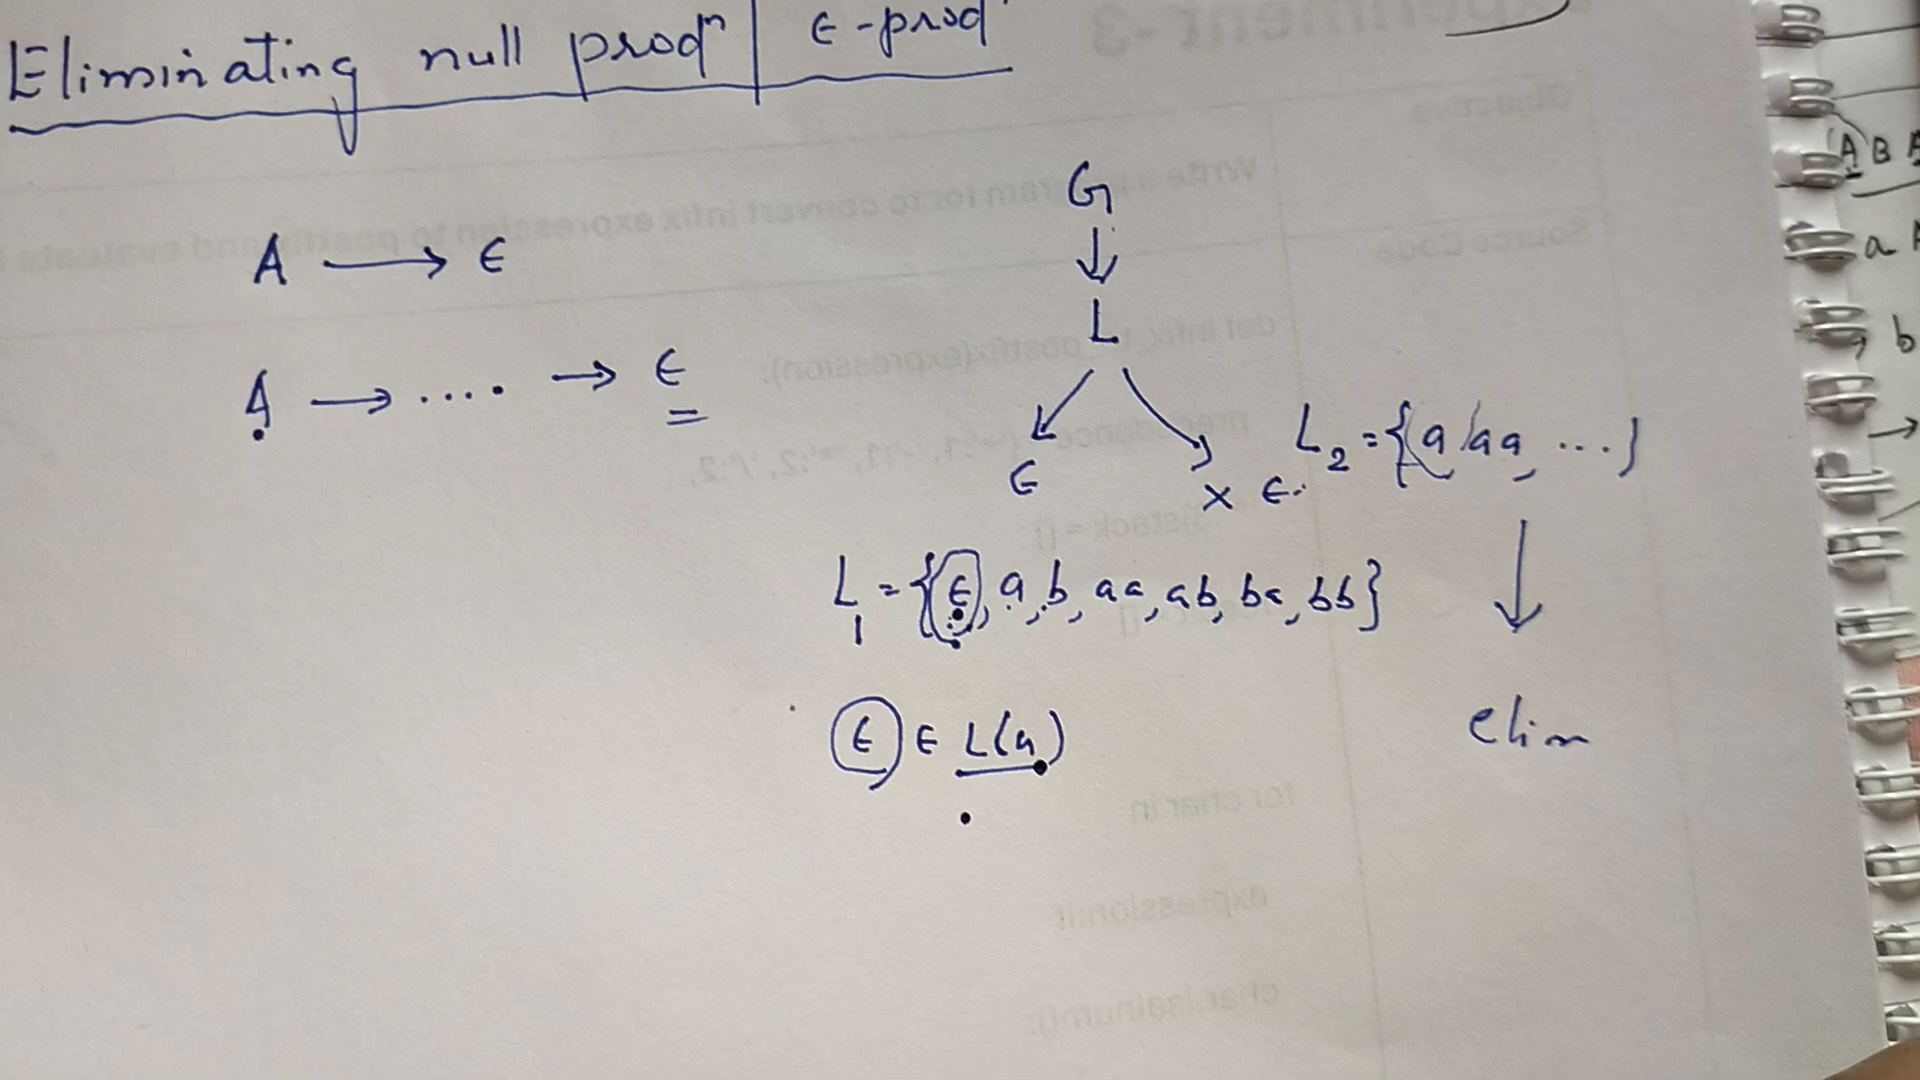 Eliminating null prodⁿ | ϵ-prodⁿ
G
↓
A → ϵ
L
A → .... → ϵ
ϵ × ϵ
L₂ = {a, aa, ...}
L₁ = {ϵ, a, b, aa, ab, ba, bb}
ϵ ∈ L(G)
elim
A B
a
b
→